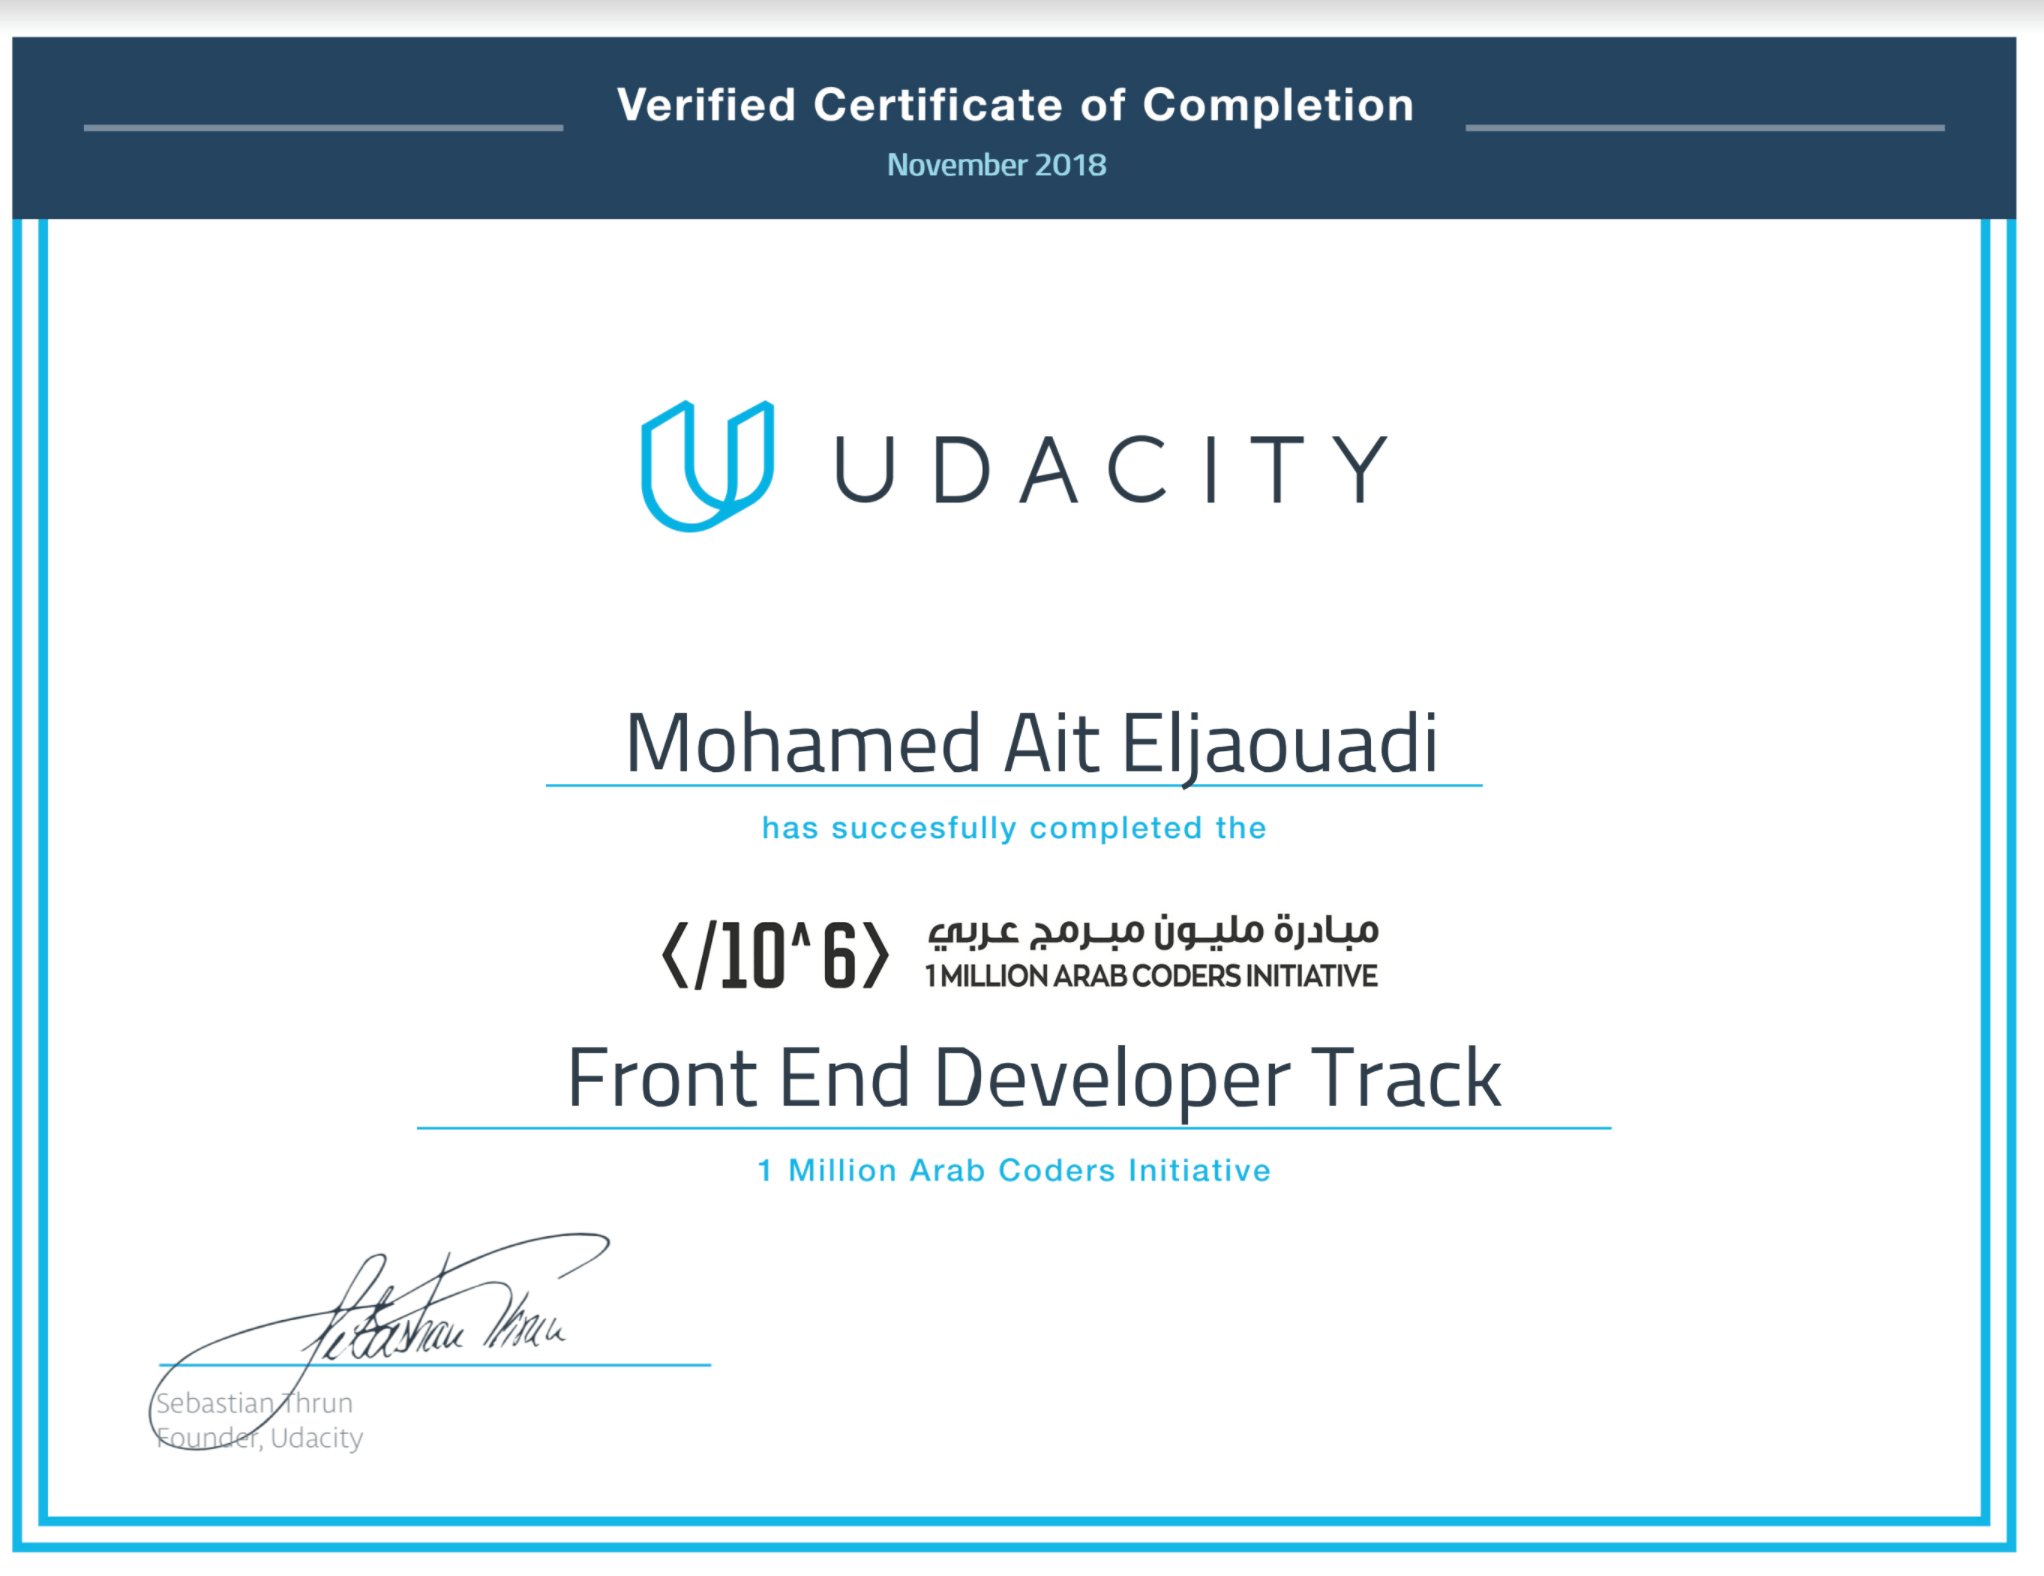 Verified Certificate of Completion
November 2018
UDACITY
Mohamed Ait Eljaouadi
has succesfully completed the
</10^6>
مبادرة مليون مبرمج عربي
1 MILLION ARAB CODERS INITIATIVE
Front End Developer Track
1 Million Arab Coders Initiative
Sebastian Thrun
Sebastian Thrun
Founder, Udacity